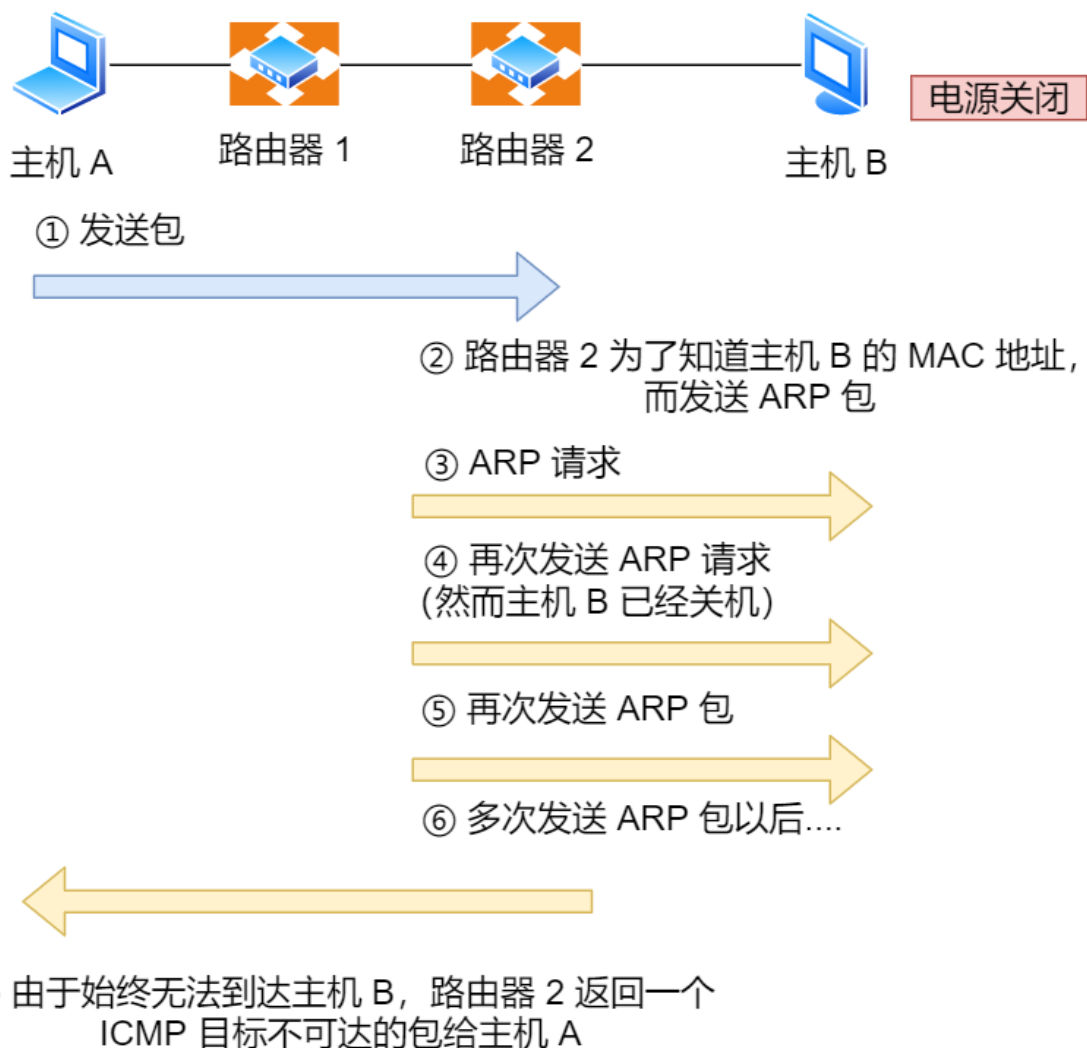 电源关闭
主机 A
路由器 1
路由器 2
主机 B
① 发送包
② 路由器 2 为了知道主机 B 的 MAC 地址，
而发送 ARP 包
③ ARP 请求
④ 再次发送 ARP 请求
（然而主机 B 已经关机）
⑤ 再次发送 ARP 包
⑥ 多次发送 ARP 包以后....
由于始终无法到达主机 B，路由器 2 返回一个
ICMP 目标不可达的包给主机 A